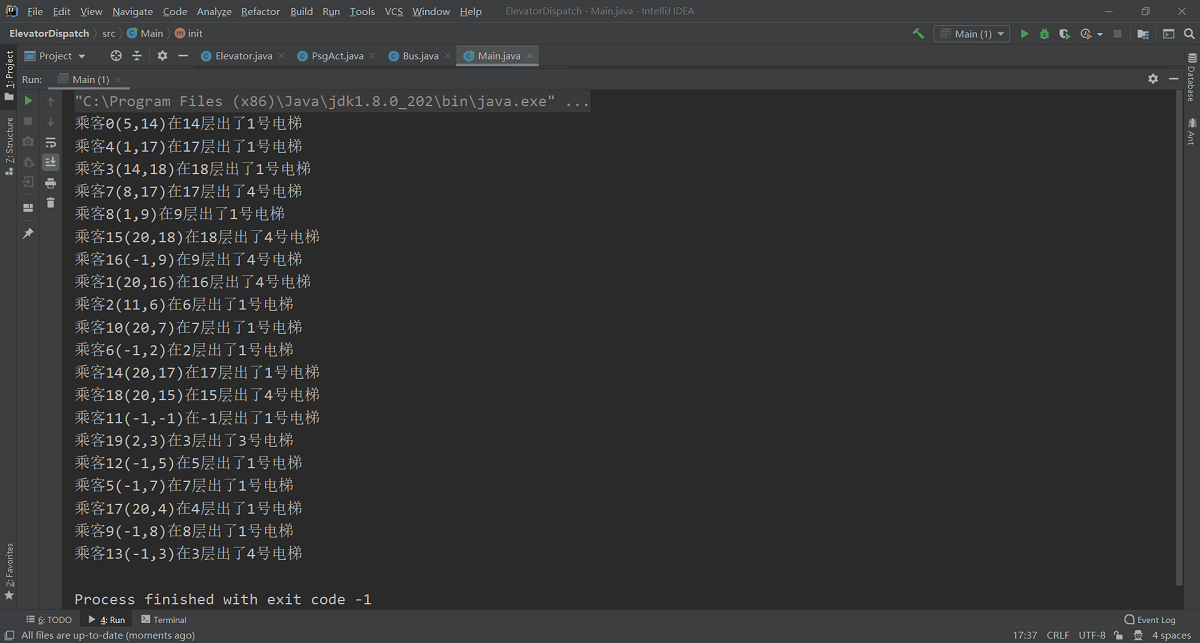 File Edit View Navigate Code Analyze Refactor Build Run Tools VCS Window Help ElevatorDispatch - Main.java - IntelliJ IDEA
ElevatorDispatch src Main init Main (1)
Project Elevator.java PsgAct.java Bus.java Main.java
Run: Main (1)
1: Project
Z: Structure
2: Favorites
Database
Ant
"C:\Program Files (x86)\Java\jdk1.8.0_202\bin\java.exe" ...
乘客0(5,14)在14层出了1号电梯
乘客4(1,17)在17层出了1号电梯
乘客3(14,18)在18层出了1号电梯
乘客7(8,17)在17层出了4号电梯
乘客8(1,9)在9层出了1号电梯
乘客15(20,18)在18层出了4号电梯
乘客16(-1,9)在9层出了4号电梯
乘客1(20,16)在16层出了4号电梯
乘客2(11,6)在6层出了1号电梯
乘客10(20,7)在7层出了1号电梯
乘客6(-1,2)在2层出了1号电梯
乘客14(20,17)在17层出了1号电梯
乘客18(20,15)在15层出了4号电梯
乘客11(-1,-1)在-1层出了1号电梯
乘客19(2,3)在3层出了3号电梯
乘客12(-1,5)在5层出了1号电梯
乘客5(-1,7)在7层出了1号电梯
乘客17(20,4)在4层出了1号电梯
乘客9(-1,8)在8层出了1号电梯
乘客13(-1,3)在3层出了4号电梯
Process finished with exit code -1
6: TODO 4: Run Terminal Event Log
All files are up-to-date (moments ago) 17:37 CRLF UTF-8 4 spaces